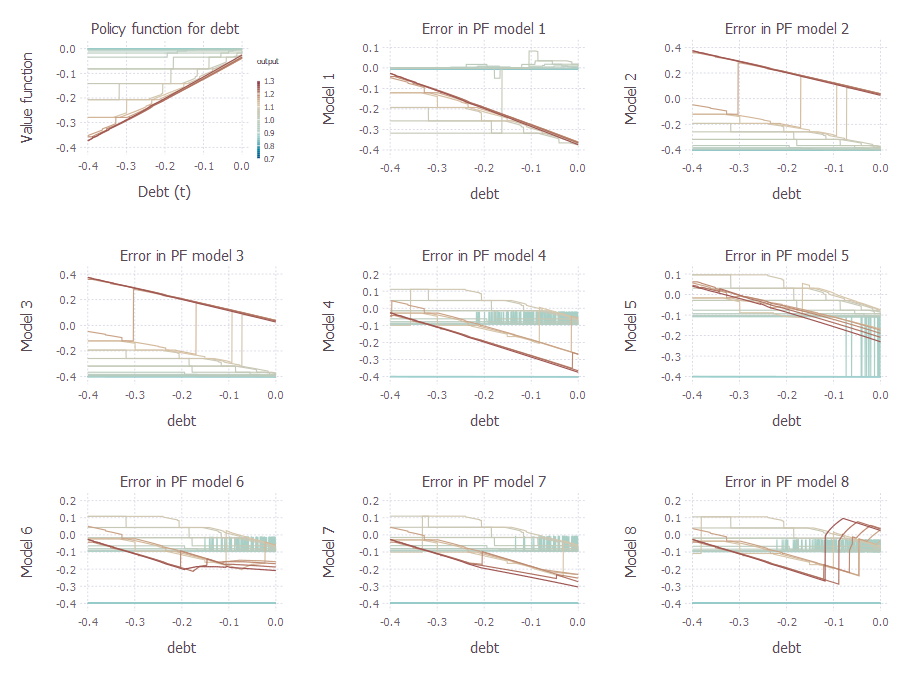 Policy function for debt
Value function
0.0
-0.1
-0.2
-0.3
-0.4
-0.4 -0.3 -0.2 -0.1 0.0
Debt (t)
output
1.3
1.2
1.1
1.0
0.9
0.8
0.7
Error in PF model 1
Model 1
0.1
0.0
-0.1
-0.2
-0.3
-0.4
-0.4 -0.3 -0.2 -0.1 0.0
debt
Error in PF model 2
Model 2
0.4
0.2
0.0
-0.2
-0.4
-0.4 -0.3 -0.2 -0.1 0.0
debt
Error in PF model 3
Model 3
0.4
0.2
0.0
-0.2
-0.4
-0.4 -0.3 -0.2 -0.1 0.0
debt
Error in PF model 4
Model 4
0.2
0.1
0.0
-0.1
-0.2
-0.3
-0.4
-0.4 -0.3 -0.2 -0.1 0.0
debt
Error in PF model 5
Model 5
0.1
0.0
-0.1
-0.2
-0.3
-0.4
-0.4 -0.3 -0.2 -0.1 0.0
debt
Error in PF model 6
Model 6
0.2
0.1
0.0
-0.1
-0.2
-0.3
-0.4
-0.4 -0.3 -0.2 -0.1 0.0
debt
Error in PF model 7
Model 7
0.2
0.1
0.0
-0.1
-0.2
-0.3
-0.4
-0.4 -0.3 -0.2 -0.1 0.0
debt
Error in PF model 8
Model 8
0.2
0.1
0.0
-0.1
-0.2
-0.3
-0.4
-0.4 -0.3 -0.2 -0.1 0.0
debt